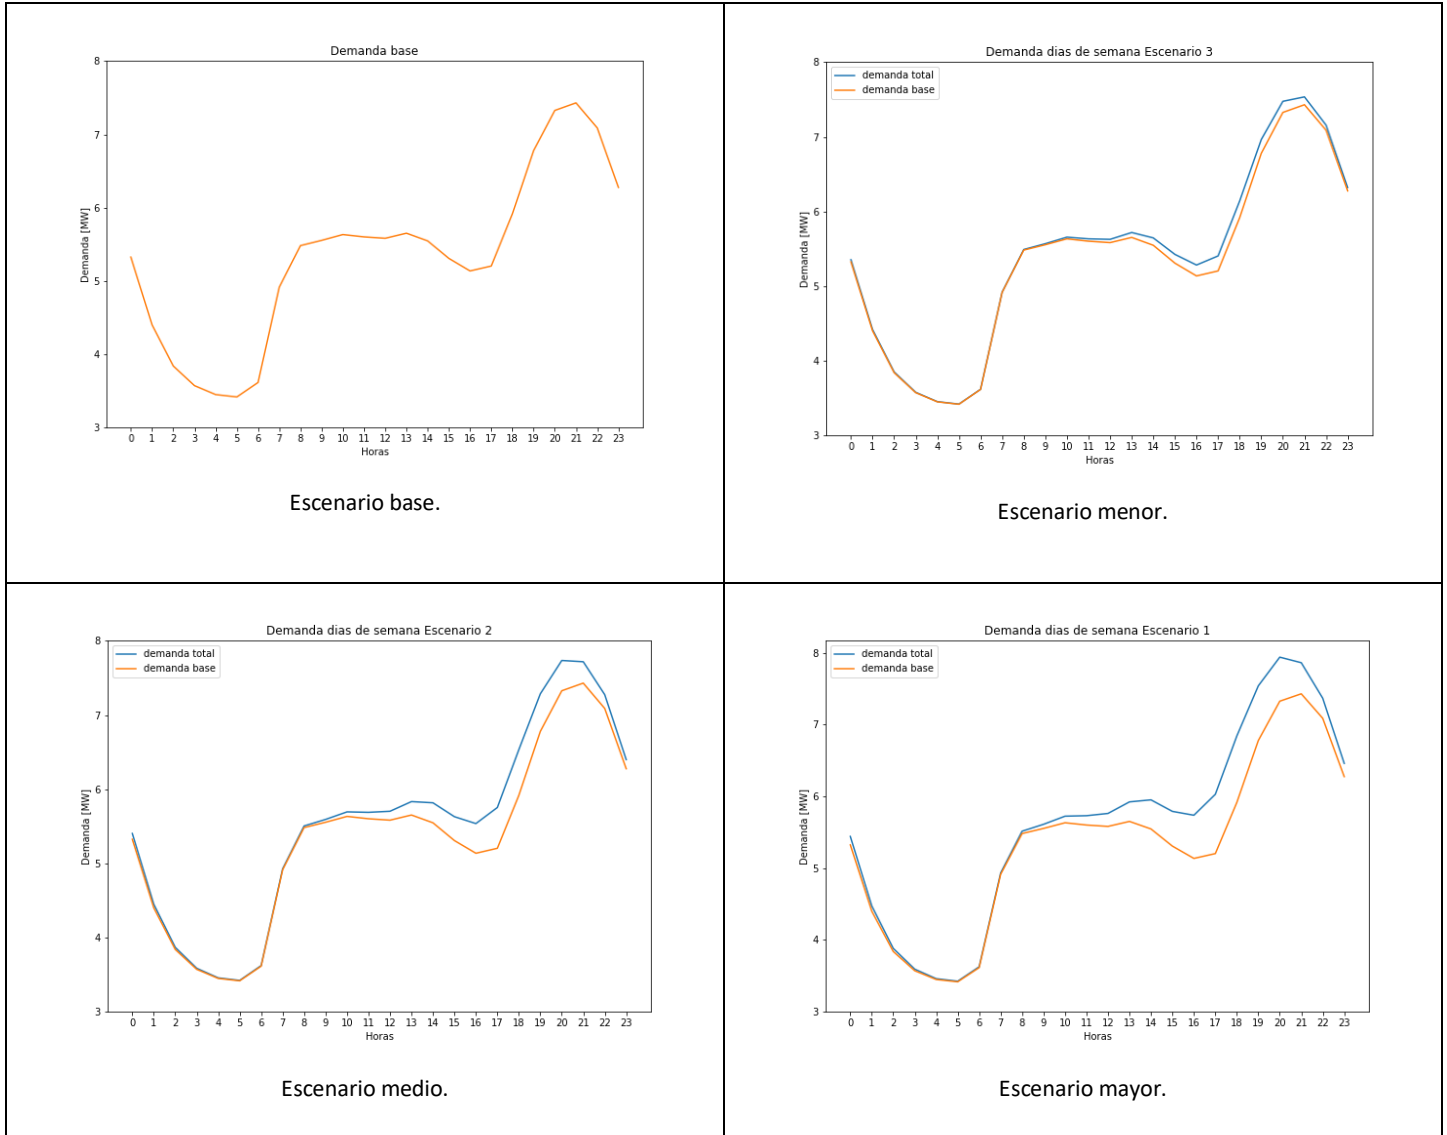 Demanda base
8
7
6
5
4
3
Demanda [MW]
0 1 2 3 4 5 6 7 8 9 10 11 12 13 14 15 16 17 18 19 20 21 22 23
Horas
Escenario base.
Demanda dias de semana Escenario 3
demanda total
demanda base
8
7
6
5
4
3
Demanda [MW]
0 1 2 3 4 5 6 7 8 9 10 11 12 13 14 15 16 17 18 19 20 21 22 23
Horas
Escenario menor.
Demanda dias de semana Escenario 2
demanda total
demanda base
8
7
6
5
4
3
Demanda [MW]
0 1 2 3 4 5 6 7 8 9 10 11 12 13 14 15 16 17 18 19 20 21 22 23
Horas
Escenario medio.
Demanda dias de semana Escenario 1
demanda total
demanda base
8
7
6
5
4
3
Demanda [MW]
0 1 2 3 4 5 6 7 8 9 10 11 12 13 14 15 16 17 18 19 20 21 22 23
Horas
Escenario mayor.